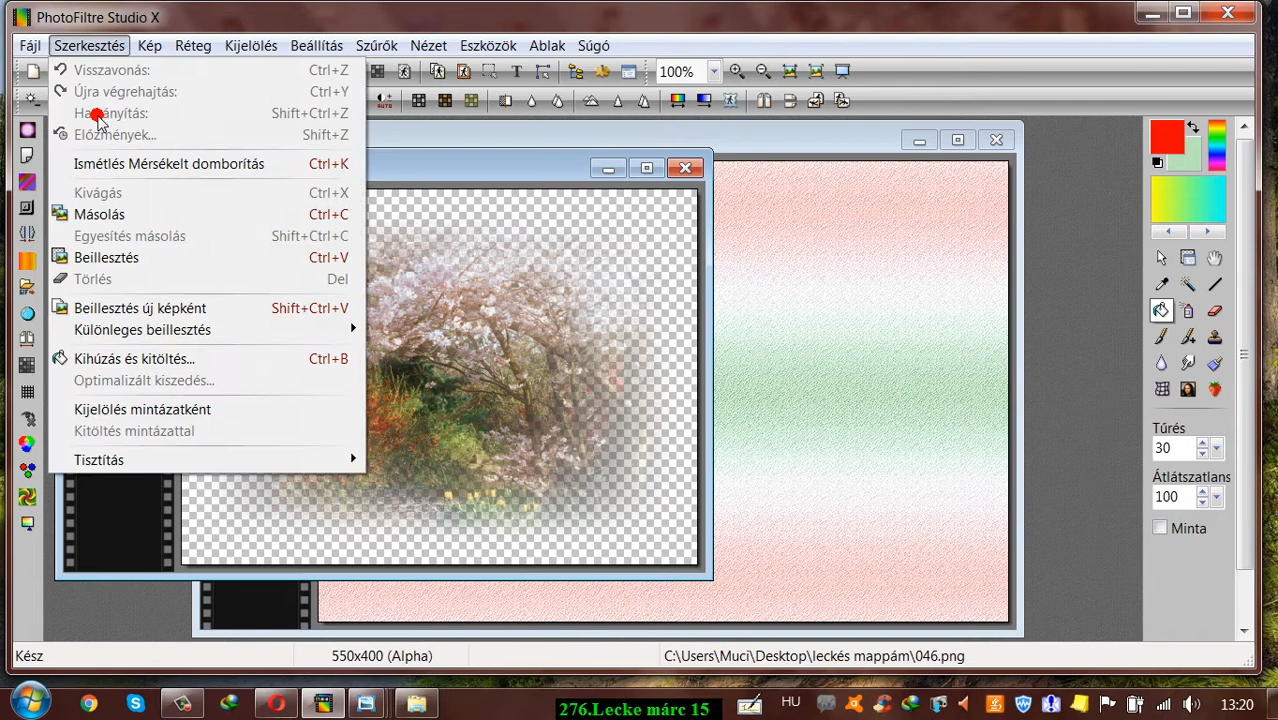 PhotoFiltre Studio X
Fájl Szerkesztés Kép Réteg Kijelölés Beállítás Szűrők Nézet Eszközök Ablak Súgó
Visszavonás: Ctrl+Z
Újra végrehajtás: Ctrl+Y
Shift+Ctrl+Z
Előzmények... Shift+Z
Ismétlés Mérsékelt domborítás Ctrl+K
Kivágás Ctrl+X
Másolás Ctrl+C
Egyesítés másolás Shift+Ctrl+C
Beillesztés Ctrl+V
Törlés Del
Beillesztés új képként Shift+Ctrl+V
Különleges beillesztés
Kihúzás és kitöltés... Ctrl+B
Optimalizált kiszedés...
Kijelölés mintázatként
Kitöltés mintázattal
Tisztítás
100%
AUTO
Tűrés
30
Átlátszatlans
100
Minta
Kész 550x400 (Alpha) C:\Users\Muci\Desktop\leckés mappám\046.png
276.Lecke márc 15
HU
13:20